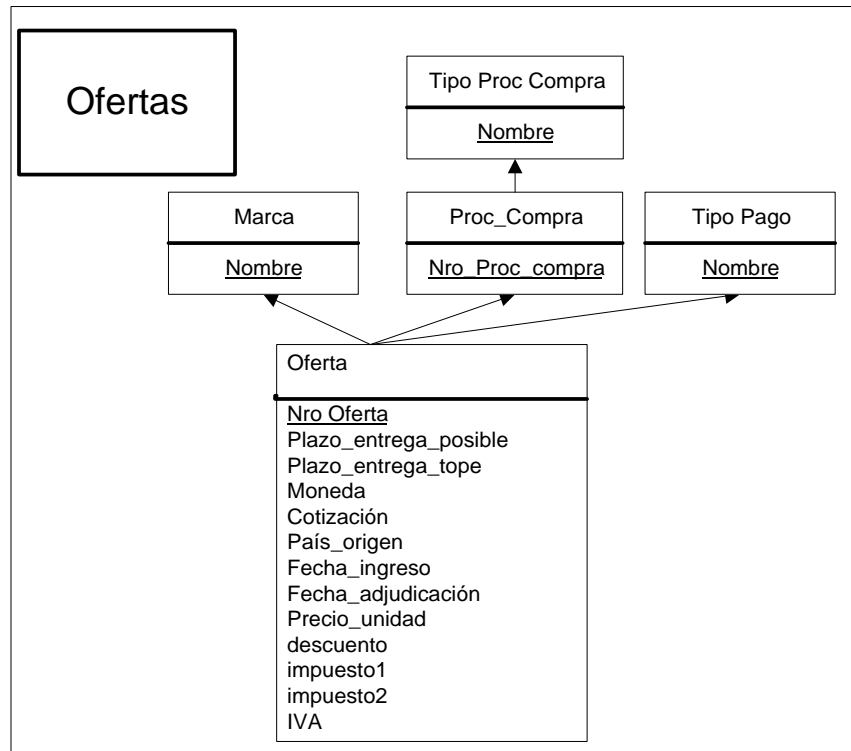 Ofertas
Tipo Proc Compra
Nombre
Marca
Nombre
Proc_Compra
Nro_Proc_compra
Tipo Pago
Nombre
Oferta
Nro Oferta
Plazo_entrega_posible
Plazo_entrega_tope
Moneda
Cotización
País_origen
Fecha_ingreso
Fecha_adjudicación
Precio_unidad
descuento
impuesto1
impuesto2
IVA